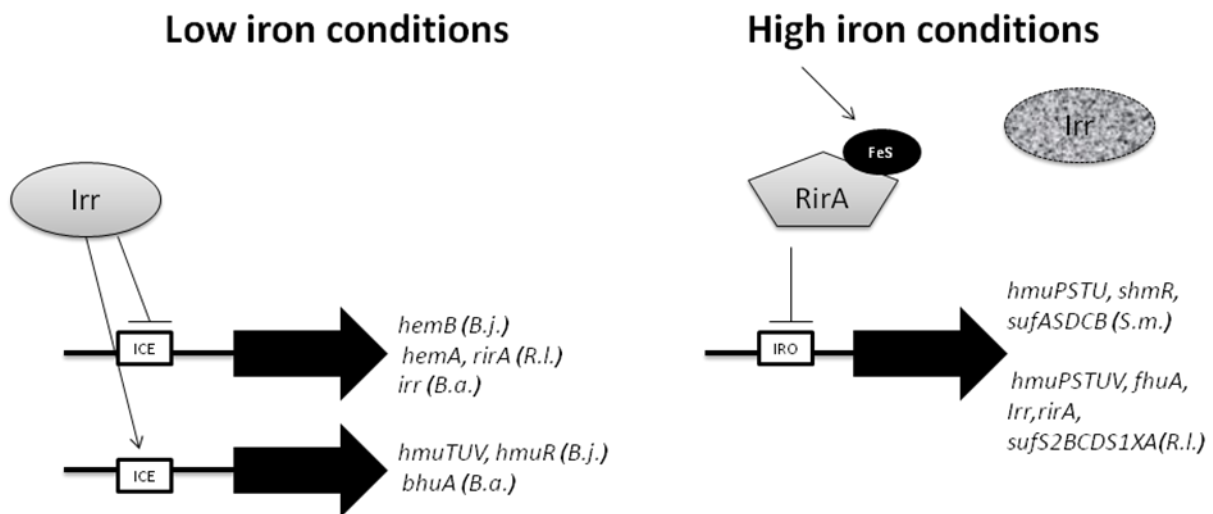 Low iron conditions
Irr
ICE
hemB (B.j.)
hemA, rirA (R.l.)
irr (B.a.)
ICE
hmuTUV, hmuR (B.j.)
bhuA (B.a.)
High iron conditions
Irr
FeS
RirA
IRO
hmuPSTU, shmR,
sufASDCB (S.m.)
hmuPSTUV, fhuA,
Irr,rirA,
sufS2BCDS1XA(R.l.)